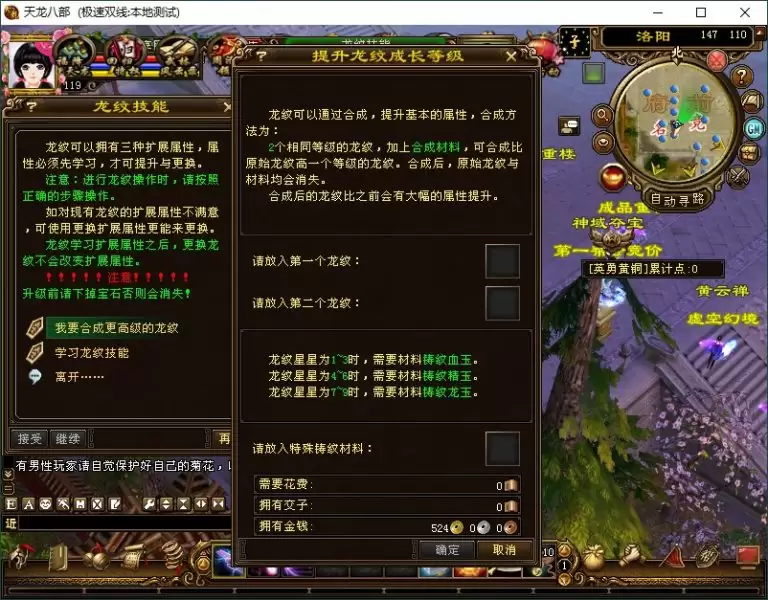 天龙八部 (极速双线:本地测试)
119
龙纹技能
龙纹可以拥有三种扩展属性，属
性必须先学习，才可提升与更换。
注意：进行龙纹操作时，请按照
正确的步骤操作。
如对现有龙纹的扩展属性不满意
，可使用更换扩展属性更能来更换。
龙纹学习扩展属性之后，更换龙
纹不会改变扩展属性。
！！！！！注意！！！！！
升级前请下掉宝石否则会消失！
我要合成更高级的龙纹
学习龙纹技能
离开……
接受
继续
再
有男性玩家请自觉保护好自己的菊花，
近
提升龙纹成长等级
龙纹可以通过合成，提升基本的属性，合成方
法为：
2个相同等级的龙纹，加上合成材料，可合成比
原始龙纹高一个等级的龙纹。合成后，原始龙纹与
材料均会消失。
合成后的龙纹比之前会有大幅的属性提升。
请放入第一个龙纹：
请放入第二个龙纹：
龙纹星星为1~3时，需要材料铸纹血玉。
龙纹星星为4~6时，需要材料铸纹精玉。
龙纹星星为7~9时，需要材料铸纹龙玉。
请放入特殊铸纹材料：
需要花费: 0
拥有交子: 0
拥有金钱: 524 0 0
确定
取消
洛阳 147 110
北
GM
自动寻路
重楼
神域夺宝
[英勇黄铜]累计点:0
黄云禅
虚空幻境